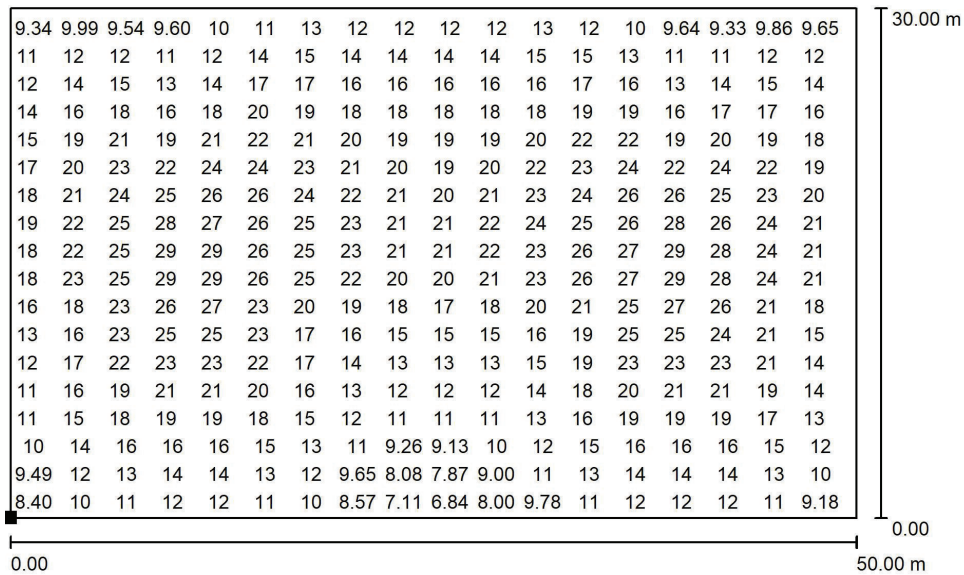 9.34 9.99 9.54 9.60 10 11 13 12 12 12 12 13 12 10 9.64 9.33 9.86 9.65 30.00 m
11 12 12 11 12 14 15 14 14 14 14 15 15 13 11 11 12 12
12 14 15 13 14 17 17 16 16 16 16 16 17 16 13 14 15 14
14 16 18 16 18 20 19 18 18 18 18 18 19 19 16 17 17 16
15 19 21 19 21 22 21 20 19 19 19 20 22 22 19 20 19 18
17 20 23 22 24 24 23 21 20 19 20 22 23 24 22 24 22 19
18 21 24 25 26 26 24 22 21 20 21 23 24 26 26 25 23 20
19 22 25 28 27 26 25 23 21 21 22 24 25 26 28 26 24 21
18 22 25 29 29 26 25 23 21 21 22 23 26 27 29 28 24 21
18 23 25 29 29 26 25 22 20 20 21 23 26 27 29 28 24 21
16 18 23 26 27 23 20 19 18 17 18 20 21 25 27 26 21 18
13 16 23 25 25 23 17 16 15 15 15 16 19 25 25 24 21 15
12 17 22 23 23 22 17 14 13 13 13 15 19 23 23 23 21 14
11 16 19 21 21 20 16 13 12 12 12 14 18 20 21 21 19 14
11 15 18 19 19 18 15 12 11 11 11 13 16 19 19 19 17 13
10 14 16 16 16 15 13 11 9.26 9.13 10 12 15 16 16 16 15 12
9.49 12 13 14 14 13 12 9.65 8.08 7.87 9.00 11 13 14 14 14 13 10
8.40 10 11 12 12 11 10 8.57 7.11 6.84 8.00 9.78 11 12 12 12 11 9.18
0.00
0.00 50.00 m